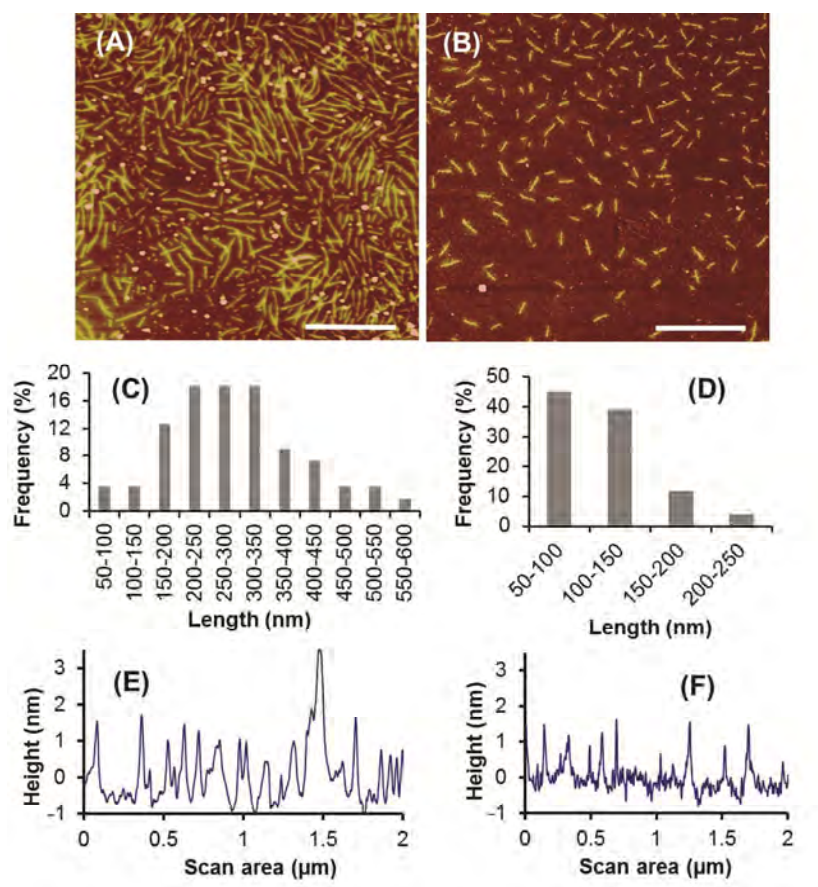 (A)
(B)
(C)
Frequency (%)
20
16
12
8
4
0
50-100
100-150
150-200
200-250
250-300
300-350
350-400
400-450
450-500
500-550
550-600
Length (nm)
(D)
Frequency (%)
50
40
30
20
10
0
50-100
100-150
150-200
200-250
Length (nm)
(E)
Height (nm)
3
2
1
0
-1
0 0.5 1 1.5 2
Scan area (μm)
(F)
Height (nm)
3
2
1
0
-1
0 0.5 1 1.5 2
Scan area (μm)